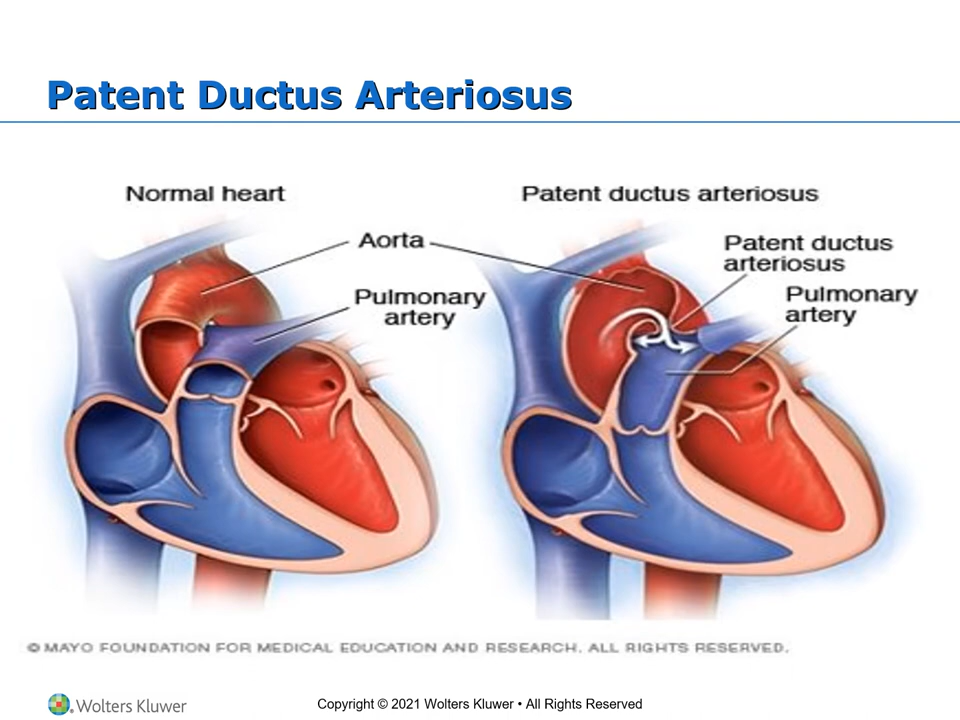 Patent Ductus Arteriosus
Normal heart
Patent ductus arteriosus
Aorta
Patent ductus
arteriosus
Pulmonary
artery
Pulmonary
artery
© MAYO FOUNDATION FOR MEDICAL EDUCATION AND RESEARCH. ALL RIGHTS RESERVED.
Wolters Kluwer
Copyright © 2021 Wolters Kluwer • All Rights Reserved